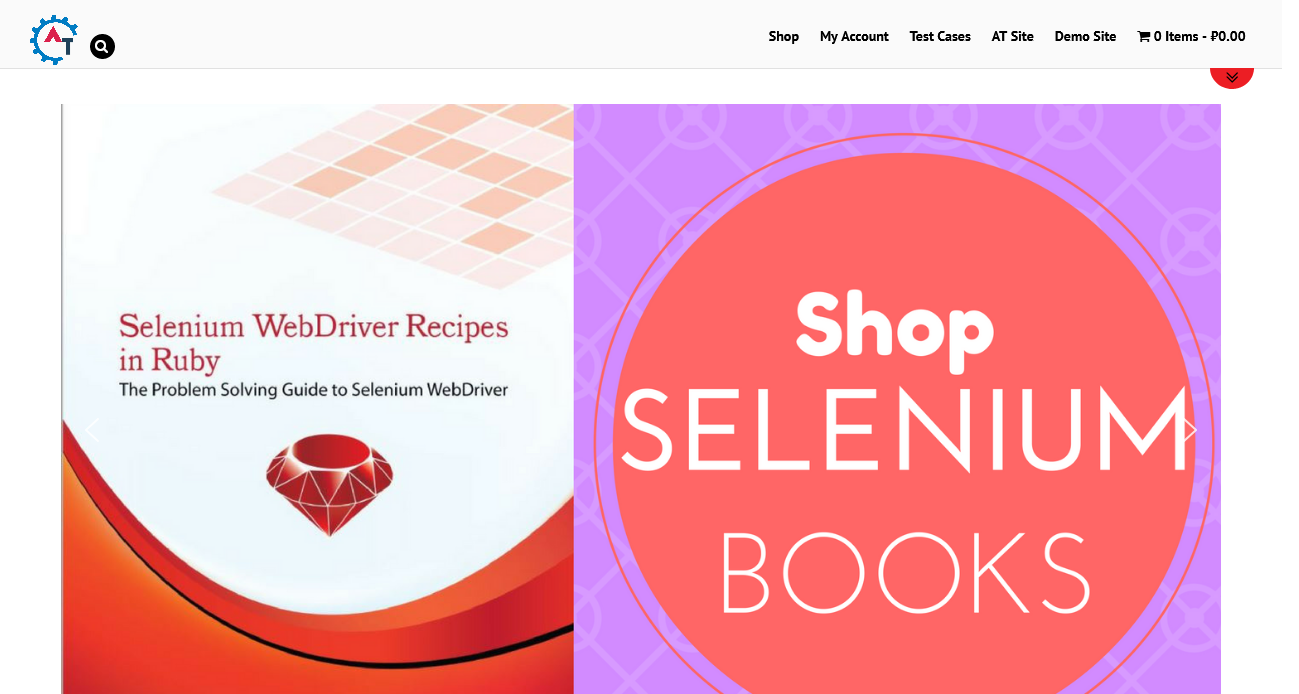 AT
Shop My Account Test Cases AT Site Demo Site 0 Items - ₽0.00
Selenium WebDriver Recipes
in Ruby
The Problem Solving Guide to Selenium WebDriver
Shop
SELENIUM
BOOKS